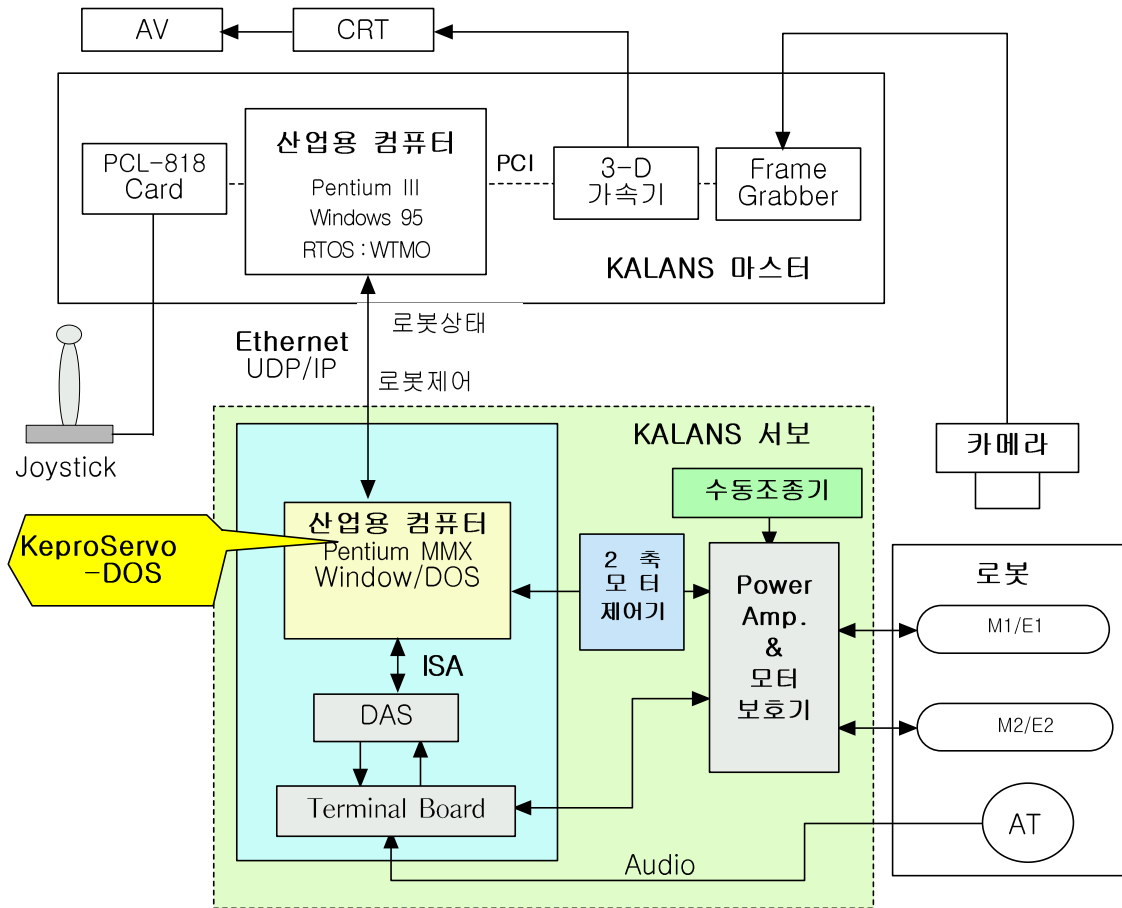 AV
CRT
PCL-818
Card
산업용 컴퓨터
Pentium III
Windows 95
RTOS : WTMO
PCI
3-D
가속기
Frame
Grabber
KALANS 마스터
Ethernet
UDP/IP
로봇상태
로봇제어
Joystick
KALANS 서보
카메라
수동조종기
KeproServo
-DOS
산업용 컴퓨터
Pentium MMX
Window/DOS
2 축
모 터
제어기
Power
Amp.
&
모터
보호기
로봇
M1/E1
M2/E2
AT
ISA
DAS
Terminal Board
Audio